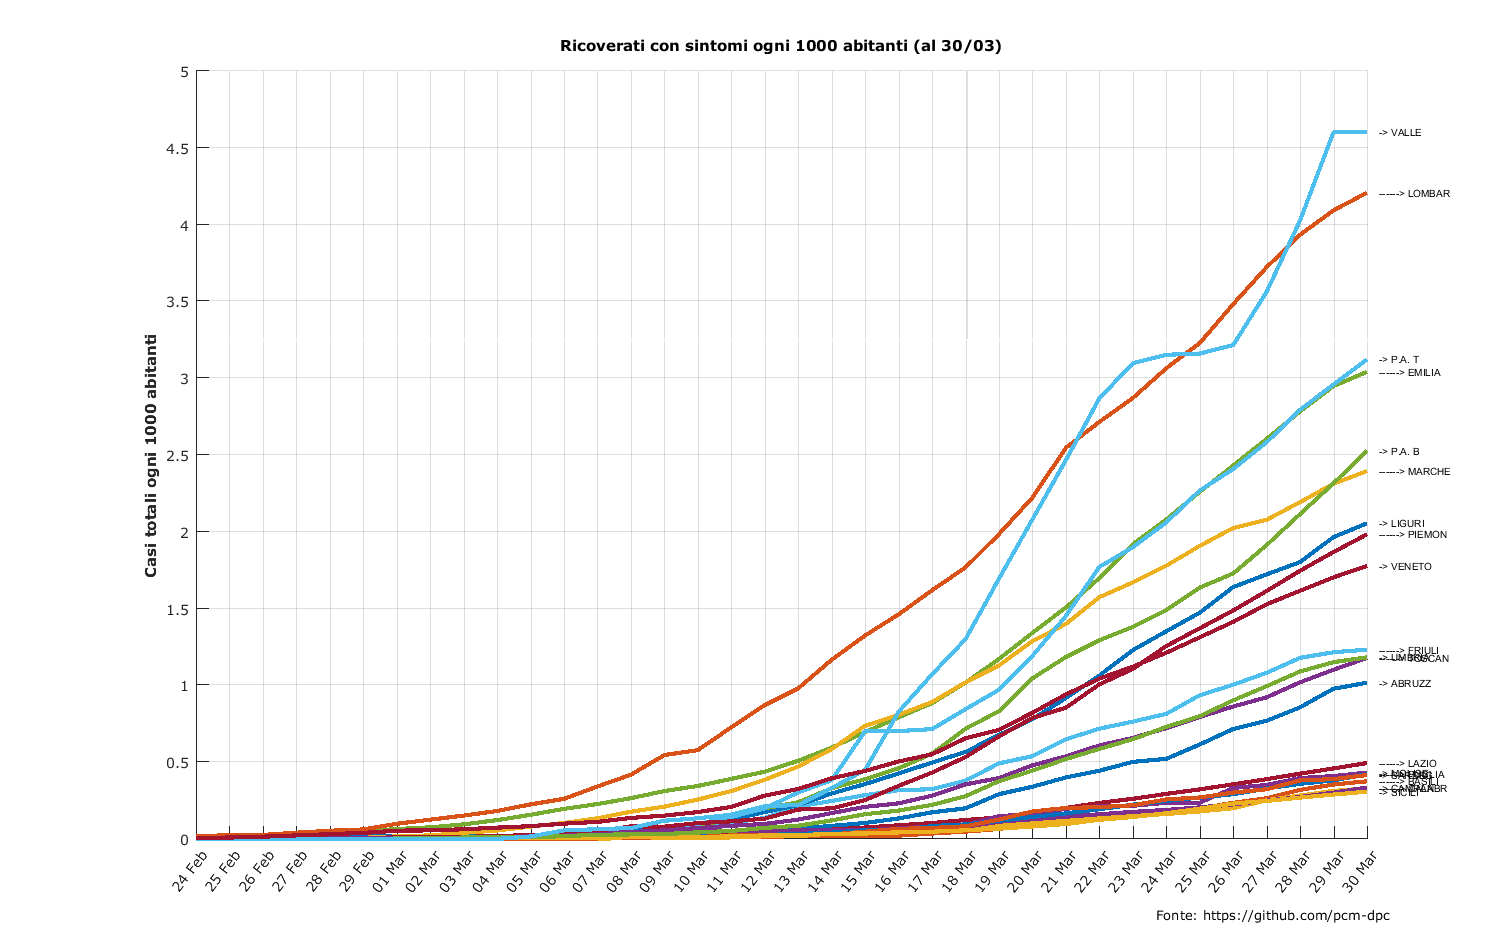 Ricoverati con sintomi ogni 1000 abitanti (al 30/03)
Casi totali ogni 1000 abitanti
5
4.5
4
3.5
3
2.5
2
1.5
1
0.5
0
-> VALLE
------> LOMBAR
-> P.A. T
------> EMILIA
-> P.A. B
------> MARCHE
-> LIGURI
------> PIEMON
-> VENETO
------> FRIULI
-> UMBRIA
------> TOSCAN
-> ABRUZZ
------> LAZIO
-> SICILI
24 Feb
25 Feb
26 Feb
27 Feb
28 Feb
29 Feb
01 Mar
02 Mar
03 Mar
04 Mar
05 Mar
06 Mar
07 Mar
08 Mar
09 Mar
10 Mar
11 Mar
12 Mar
13 Mar
14 Mar
15 Mar
16 Mar
17 Mar
18 Mar
19 Mar
20 Mar
21 Mar
22 Mar
23 Mar
24 Mar
25 Mar
26 Mar
27 Mar
28 Mar
29 Mar
30 Mar
Fonte: https://github.com/pcm-dpc